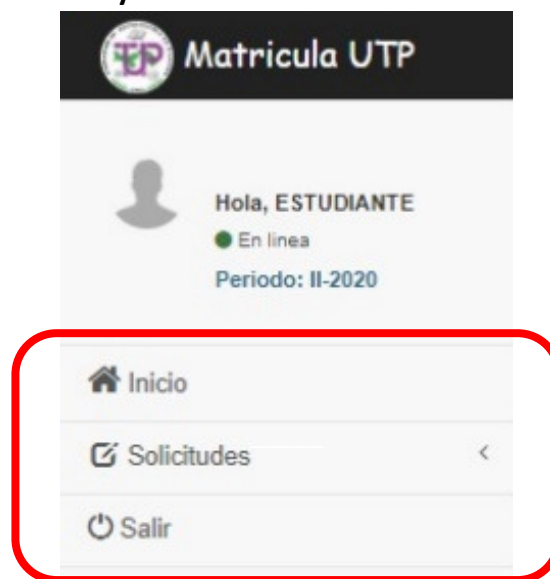 Matricula UTP
Hola, ESTUDIANTE
En linea
Periodo: II-2020
Inicio
Solicitudes
Salir